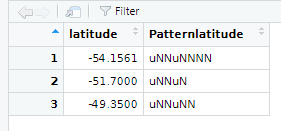 Filter
latitude Patternlatitude
1 -54.1561 uNNuNNNN
2 -51.7000 uNNuN
3 -49.3500 uNNuNN